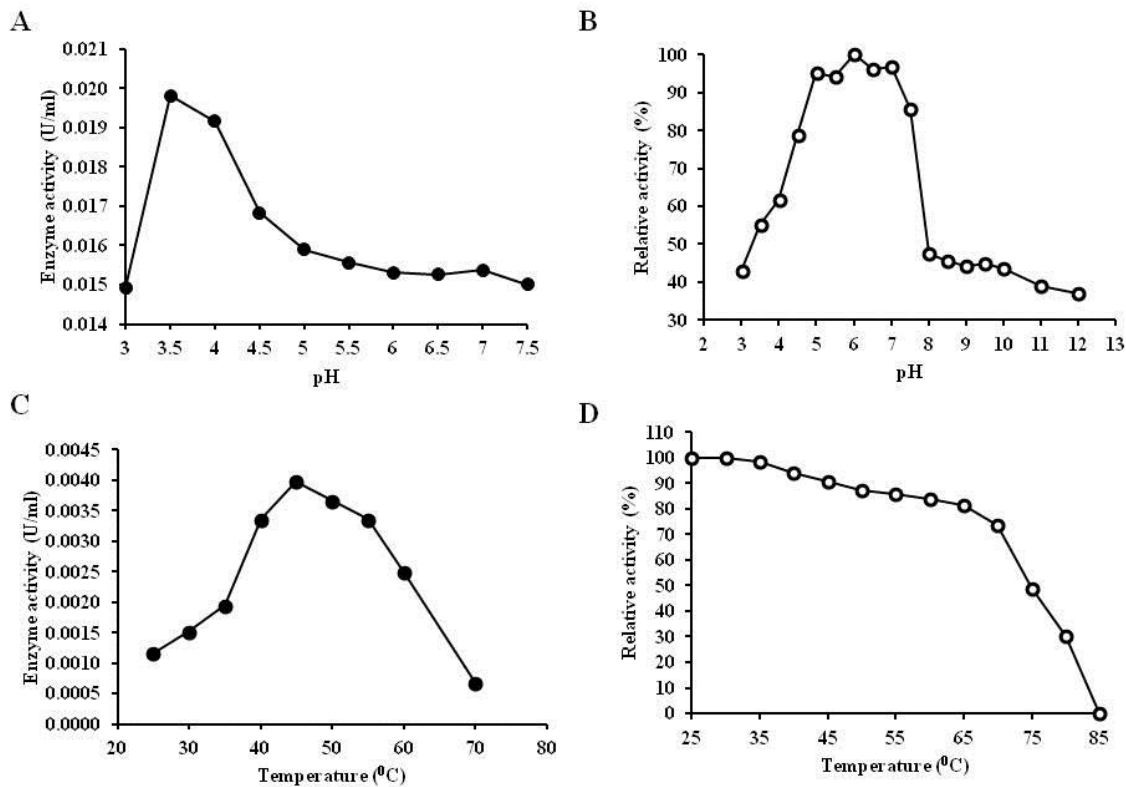 A
0.021
0.020
0.019
0.018
0.017
0.016
0.015
0.014
Enzyme activity (U/ml)
3 3.5 4 4.5 5 5.5 6 6.5 7 7.5
pH
B
100
90
80
70
60
50
40
30
Relative activity (%)
2 3 4 5 6 7 8 9 10 11 12 13
pH
C
0.0045
0.0040
0.0035
0.0030
0.0025
0.0020
0.0015
0.0010
0.0005
0.0000
Enzyme activity (U/ml)
20 30 40 50 60 70 80
Temperature (⁰C)
D
110
100
90
80
70
60
50
40
30
20
10
0
Relative activity (%)
25 35 45 55 65 75 85
Temperature (⁰C)